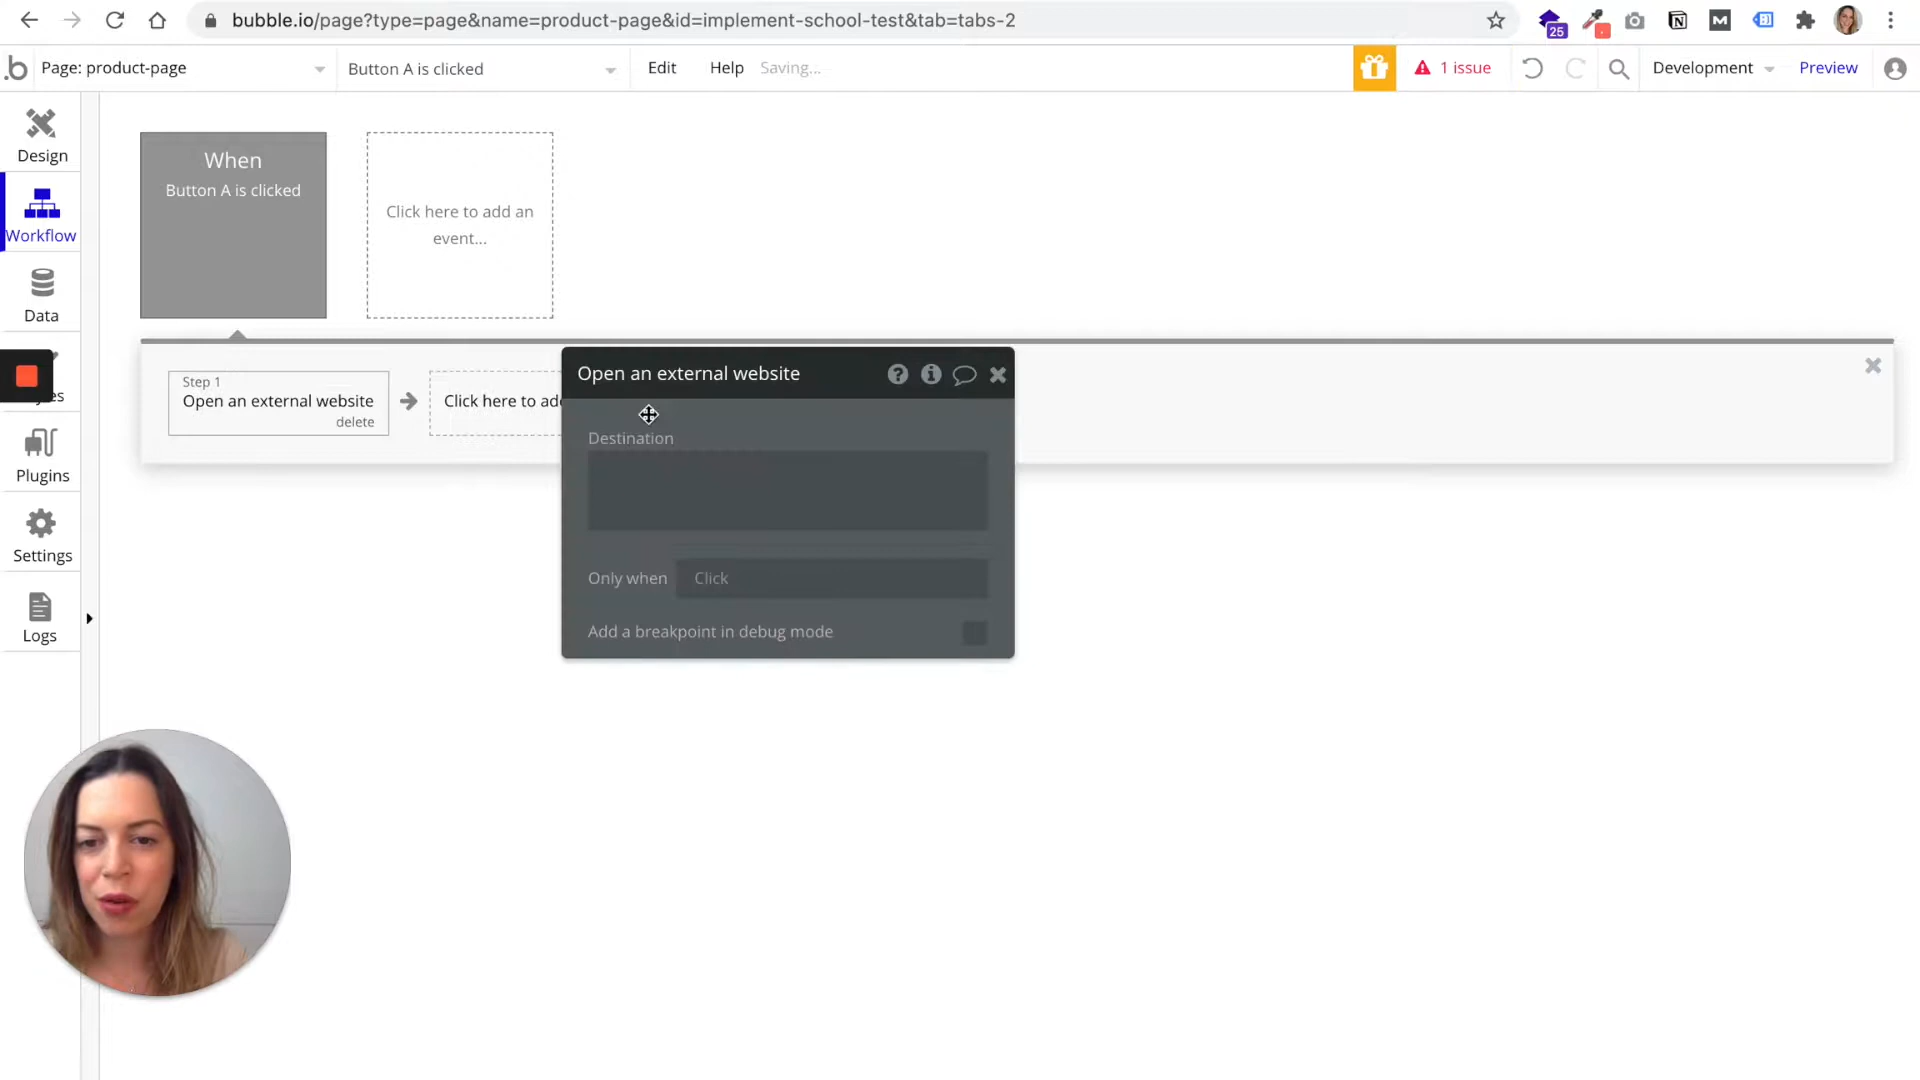 bubble.io/page?type=page&name=product-page&id=implement-school-test&tab=tabs-2
25
M
.b
Page: product-page
Button A is clicked
Edit
Help
Saving...
1 issue
Development
Preview
Design
Workflow
Data
es
Plugins
Settings
Logs
When
Button A is clicked
Click here to add an
event...
Step 1
Open an external website
delete
Click here to add
Open an external website
Destination
Only when
Click
Add a breakpoint in debug mode